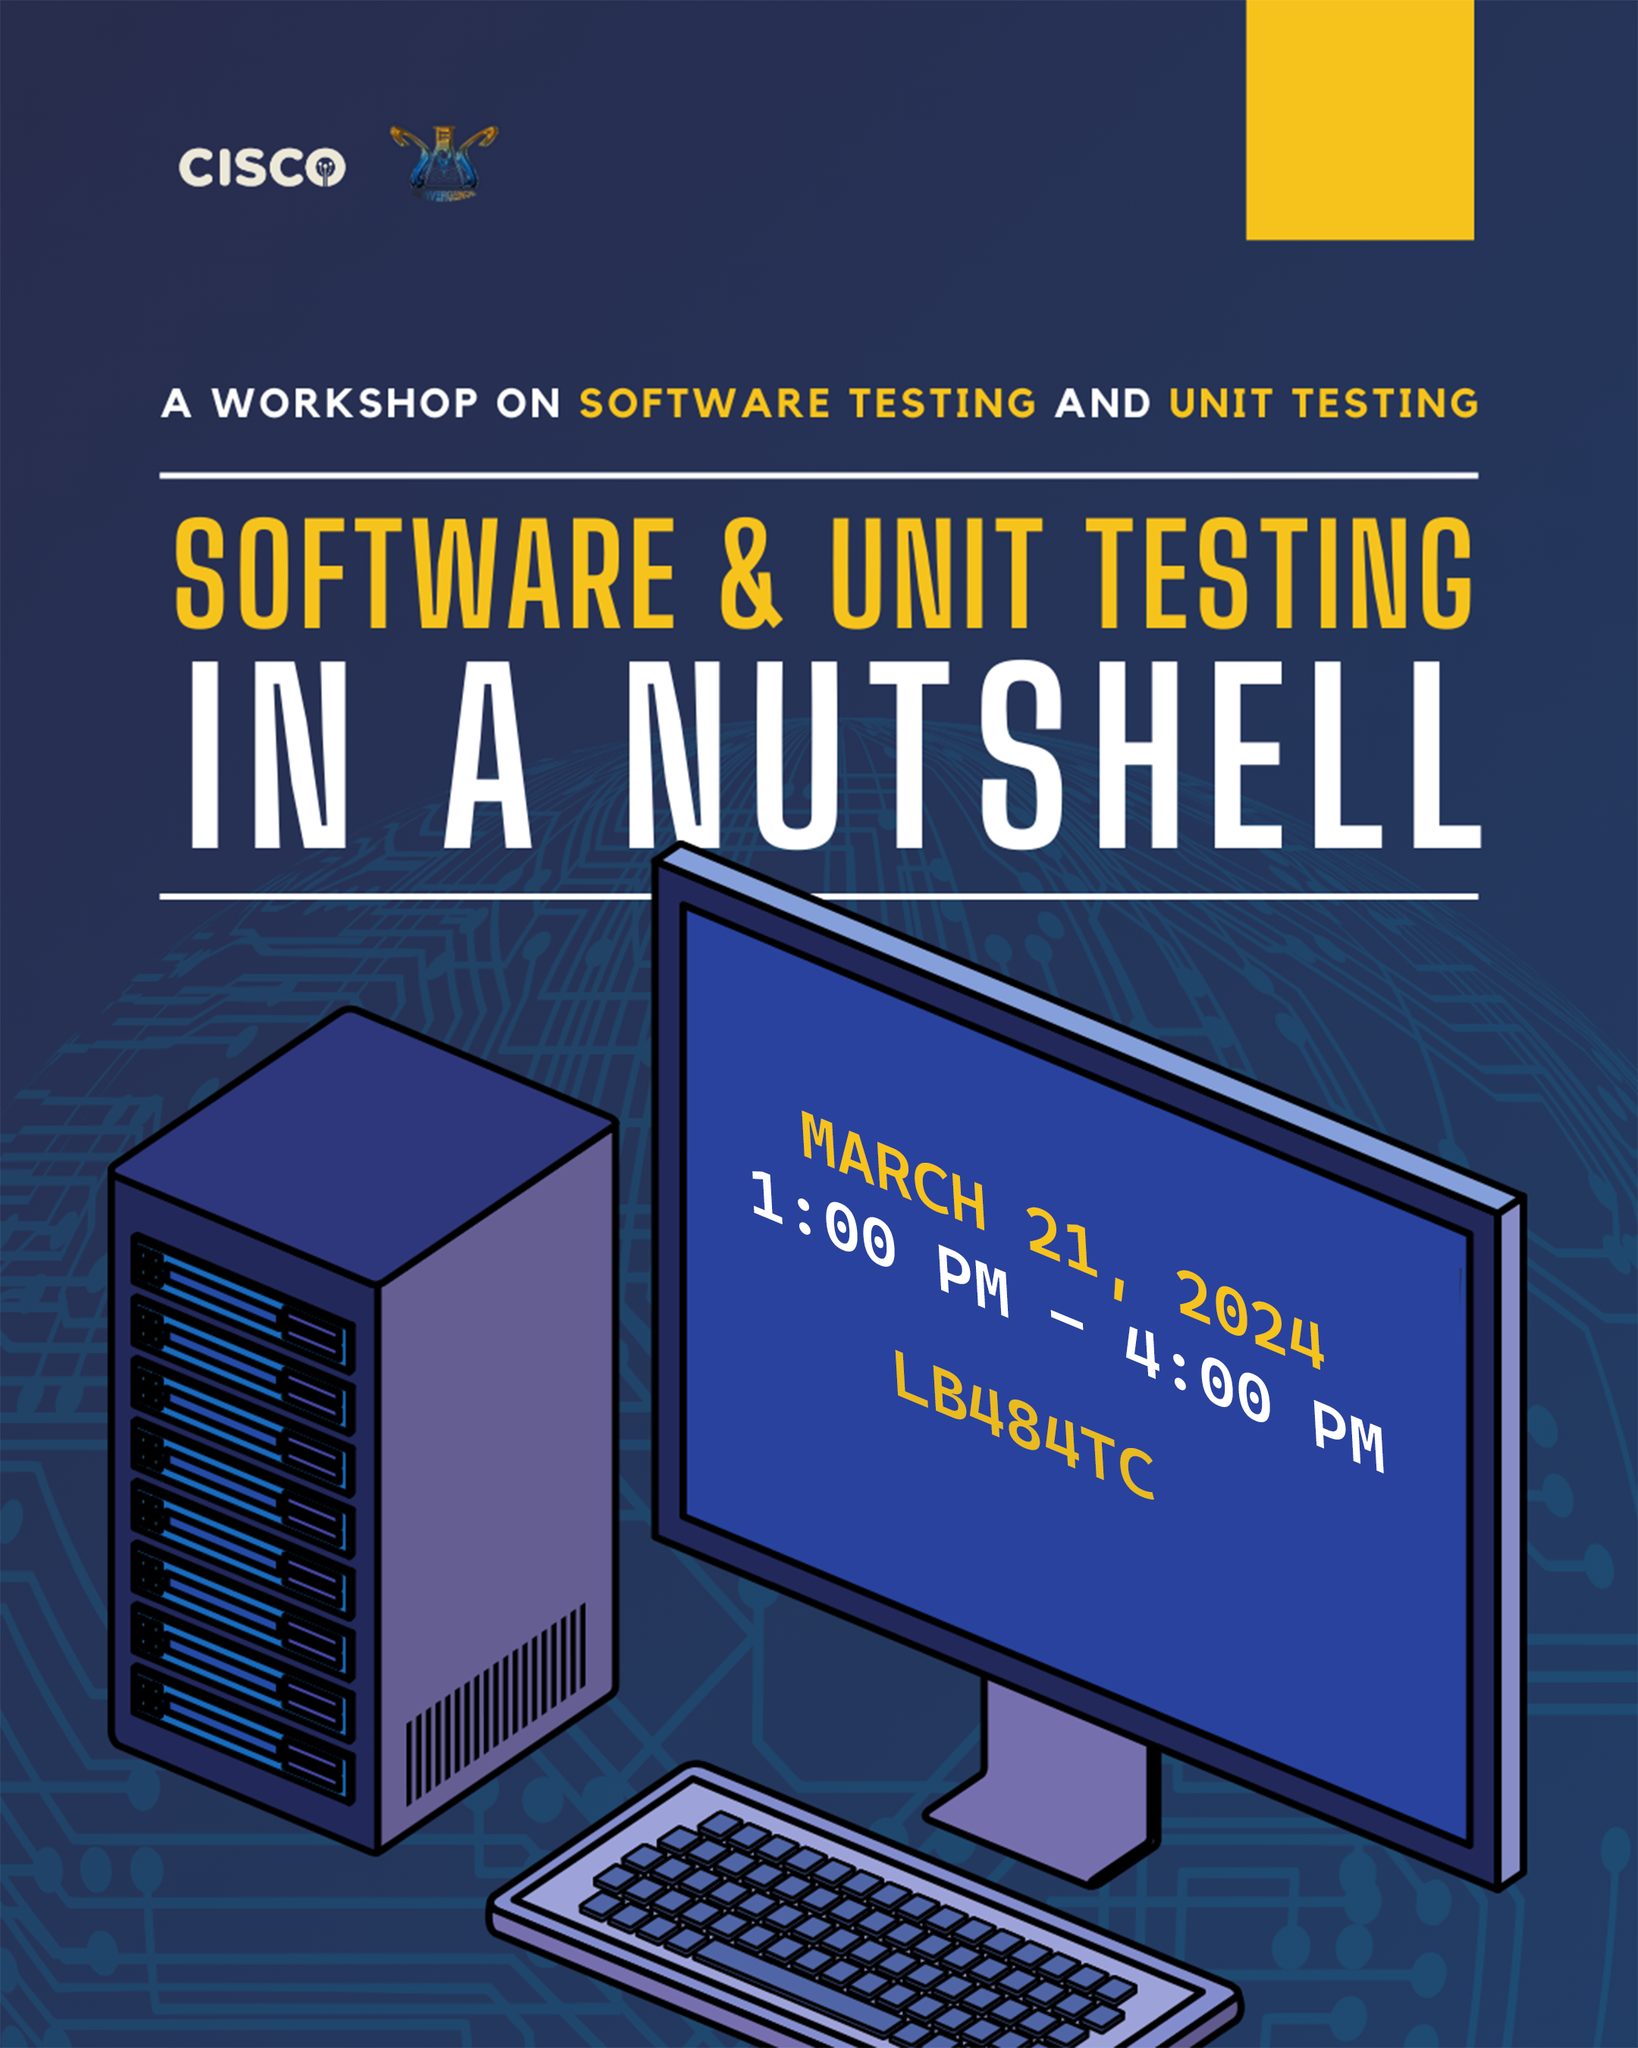 CISCO
A WORKSHOP ON SOFTWARE TESTING AND UNIT TESTING
SOFTWARE & UNIT TESTING
IN A NUTSHELL
MARCH 21, 2024
1:00 PM – 4:00 PM
LB484TC